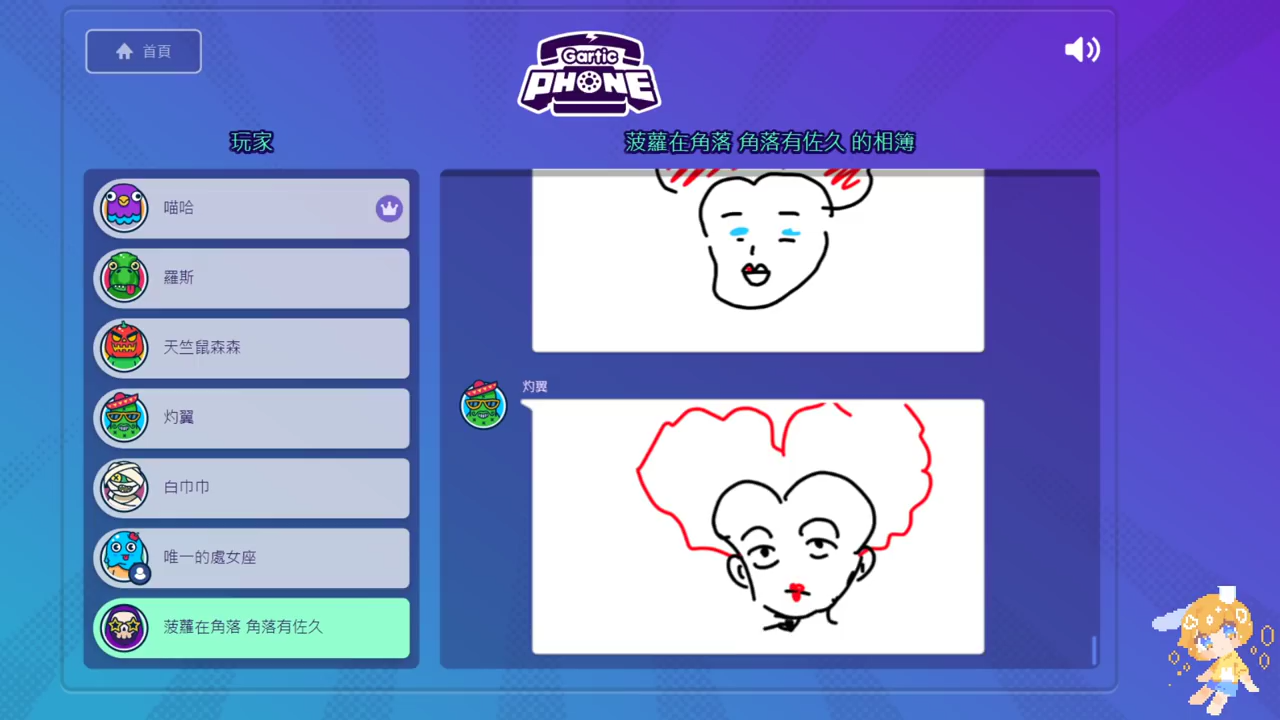 首頁
Gartic
PHONE
玩家
菠蘿在角落 角落有佐久 的相簿
喵哈
羅斯
天竺鼠森森
灼翼
白巾巾
唯一的處女座
菠蘿在角落 角落有佐久
灼翼